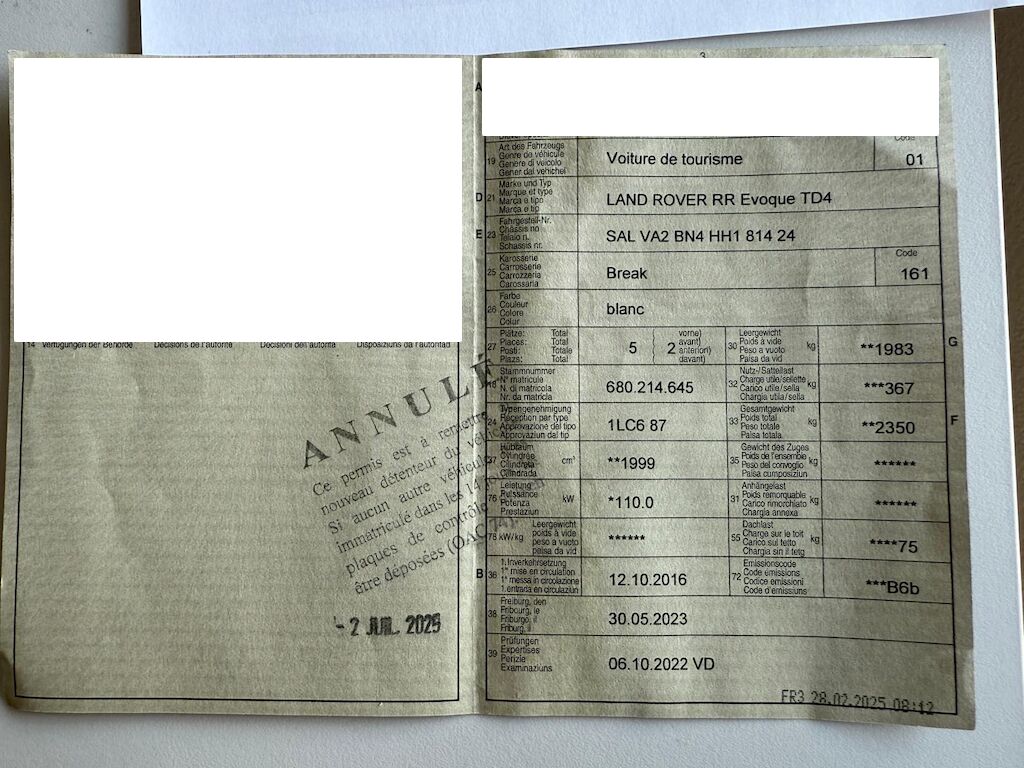 3
A
Code
19 Art des Fahrzeugs
Genre de véhicule
Genere di veicolo
Gener dal vehichel
Voiture de tourisme
01
D 21 Marke und Typ
Marque et type
Marca e tipo
Marca e tip
LAND ROVER RR Evoque TD4
E 23 Fahrgestell-Nr.
Châssis no
Telaio n.
Schassis nr.
SAL VA2 BN4 HH1 814 24
25 Karosserie
Carrosserie
Carrozzeria
Carossaria
Break
Code
161
26 Farbe
Couleur
Colore
Colur
blanc
14 Verfügungen der Behörde Décisions de l'autorité Decisioni dell'autorità Disposiziuns da l'autoritad
27 Plätze: Total
Places: Total
Posti: Totale
Plazs: Total
5
2
vorne)
avant)
anteriori)
davant)
30 Leergewicht
Poids à vide
Peso a vuoto
Paisa da vid
kg
**1983
G
18 Stammnummer
N° matricule
N. di matricola
Nr. da matricla
680.214.645
32 Nutz-/Sattellast
Charge utile/sellette
Carico utile/sella
Chargia utila/sella
kg
***367
24 Typengenehmigung
Réception par type
Approvazione del tipo
Approvaziun dal tip
1LC6 87
33 Gesamtgewicht
Poids total
Peso totale
Paisa totala
kg
**2350
F
37 Hubraum
Cylindrée
Cilindrata
Cilindrada
cm³
**1999
35 Gewicht des Zuges
Poids de l'ensemble
Peso del convoglio
Paisa cumposiziun
kg
******
76 Leistung
Puissance
Potenza
Prestaziun
kW
*110.0
31 Anhängelast
Poids remorquable
Carico rimorchiato
Chargia annexa
kg
******
78 kW/kg
Leergewicht
poids à vide
peso a vuoto
paisa da vid
******
55 Dachlast
Charge sur le toit
Carico sul tetto
Chargia sin il tetg
kg
****75
B 36 1. Inverkehrsetzung
1re mise en circulation
1a messa in circolazione
1. entrada en circulaziun
12.10.2016
72 Emissionscode
Code émissions
Codice emissioni
Code d'emissiuns
***B6b
38 Freiburg, den
Fribourg, le
Friburgo, il
Friburg, il
30.05.2023
39 Prüfungen
Expertises
Perizie
Examinaziuns
06.10.2022 VD
FR3 28.02.2025 08:12
ANNULÉ
Ce permis est à remettre
nouveau détenteur du véhic
Si aucun autre véhicule
immatriculé dans les 14 jou
plaques de contrôle
être déposées (OAC 74)
- 2 JUIL. 2025